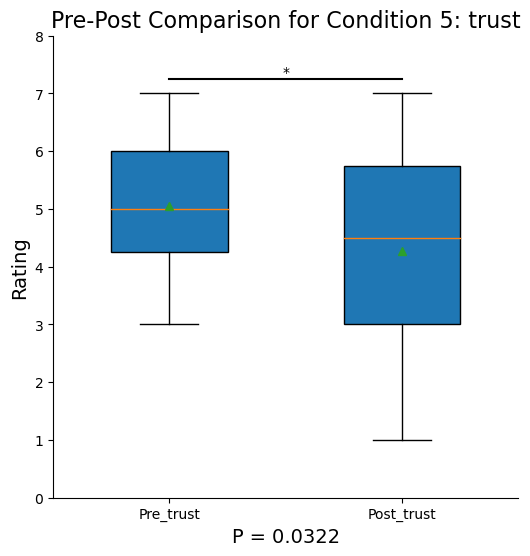 Pre-Post Comparison for Condition 5: trust
8
*
7
6
5
4
3
2
1
0
Rating
Pre_trust Post_trust
P = 0.0322